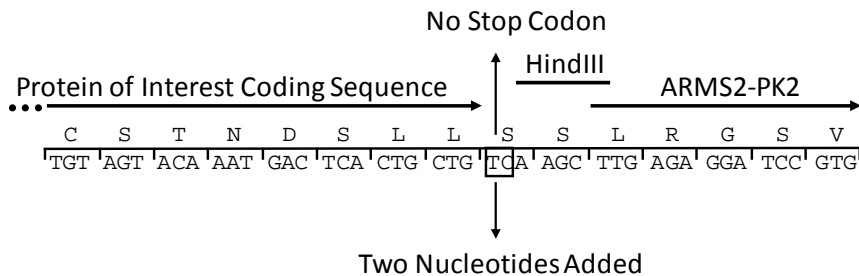 No Stop Codon
HindIII
Protein of Interest Coding Sequence
ARMS2-PK2
C S T N D S L L S S L R G S V
TGT AGT ACA AAT GAC TCA CTG CTG TCA AGC TTG AGA GGA TCC GTG
Two Nucleotides Added